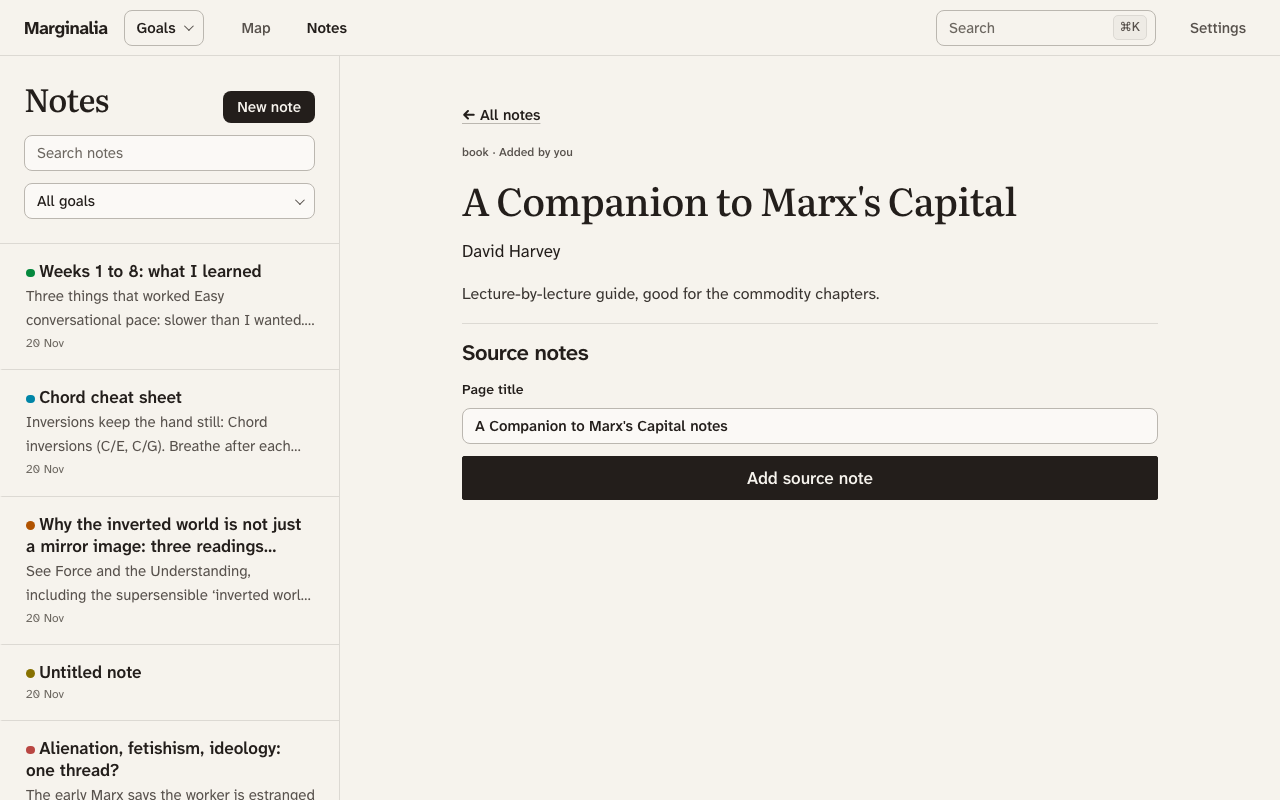 Marginalia
Goals
Map
Notes
Search
⌘K
Settings
Notes
New note
Search notes
All goals
Weeks 1 to 8: what I learned
Three things that worked Easy
conversational pace: slower than I wanted.…
20 Nov
Chord cheat sheet
Inversions keep the hand still: Chord
inversions (C/E, C/G). Breathe after each…
20 Nov
Why the inverted world is not just
a mirror image: three readings…
See Force and the Understanding,
including the supersensible ‘inverted worl…
20 Nov
Untitled note
20 Nov
Alienation, fetishism, ideology:
one thread?
The early Marx says the worker is estranged
← All notes
book · Added by you
A Companion to Marx's Capital
David Harvey
Lecture-by-lecture guide, good for the commodity chapters.
Source notes
Page title
A Companion to Marx's Capital notes
Add source note